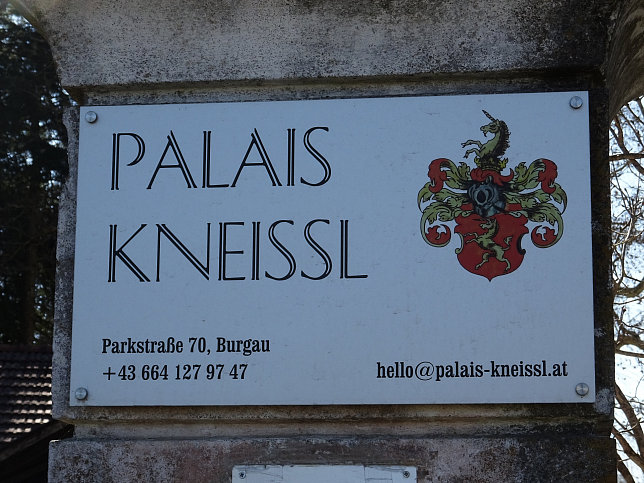 PALAIS
KNEISSL
Parkstraße 70, Burgau
+43 664 127 97 47
hello@palais-kneissl.at